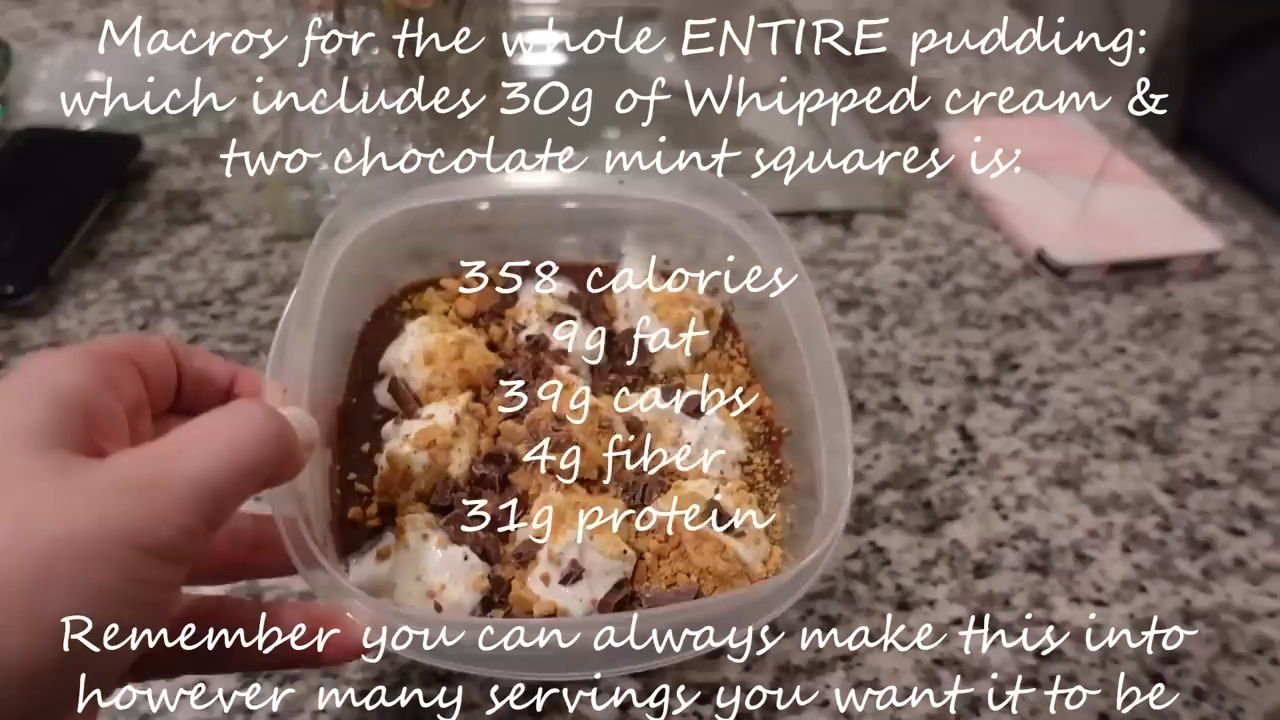 Macros for the whole ENTIRE pudding:
which includes 30g of Whipped cream &
two chocolate mint squares is:
358 calories
9g fat
39g carbs
4g fiber
31g protein
Remember you can always make this into
however many servings you want it to be